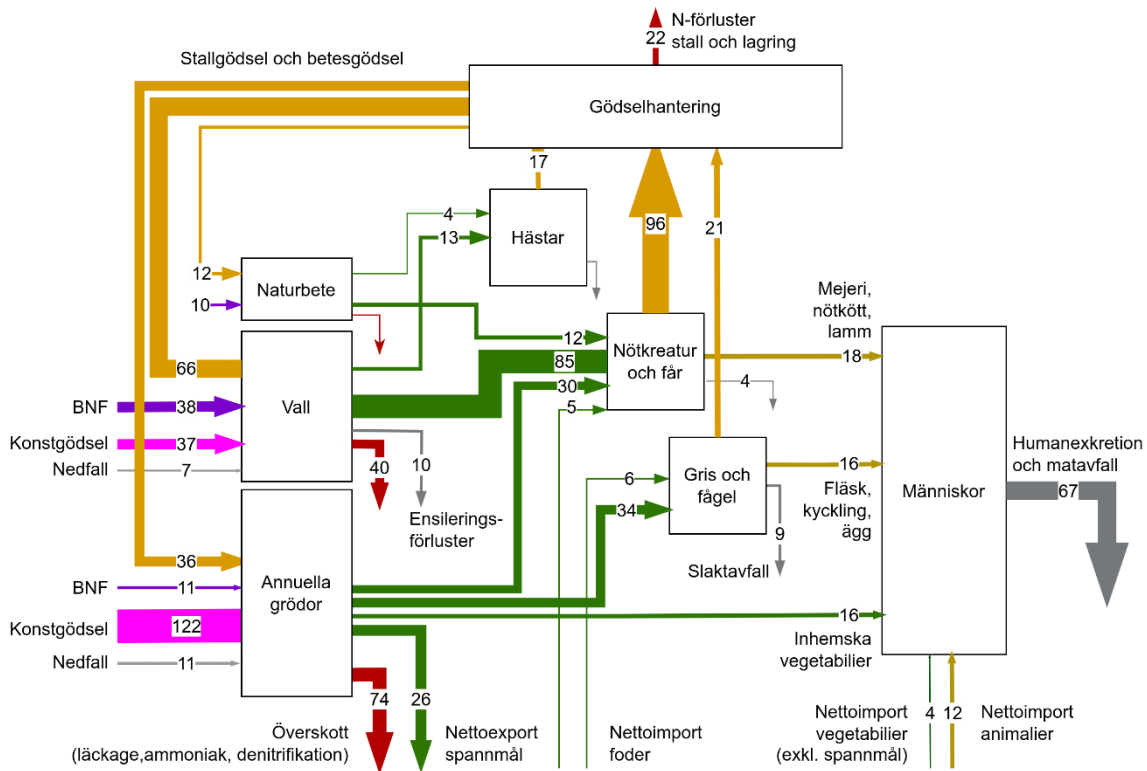 N-förluster
stall och lagring
22
Stallgödsel och betesgödsel
Gödselhantering
17
4
13
Hästar
96
21
12
10
Naturbete
Mejeri,
nötkött,
lamm
12
Nötkreatur
och får
18
85
66
30
4
5
BNF
38
Vall
Konstgödsel
37
Nedfall
7
40
10
Ensilerings-
förluster
6
34
Gris och
fågel
16
Fläsk,
kyckling,
ägg
9
Slaktavfall
Människor
Humanexkretion
och matavfall
67
36
BNF
11
Annuella
grödor
Konstgödsel
122
Nedfall
11
16
Inhemska
vegetabilier
74
26
4
12
Överskott
(läckage,ammoniak, denitrifikation)
Nettoexport
spannmål
Nettoimport
foder
Nettoimport
vegetabilier
(exkl. spannmål)
Nettoimport
animalier